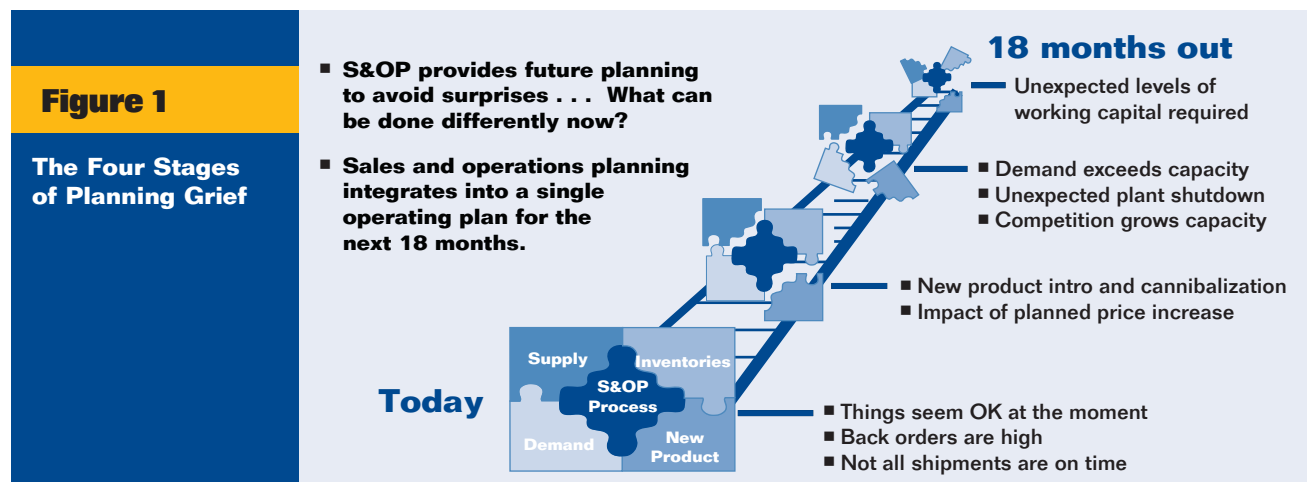 Figure 1
The Four Stages
of Planning Grief
■ S&OP provides future planning
to avoid surprises . . . What can
be done differently now?
■ Sales and operations planning
integrates into a single
operating plan for the
next 18 months.
18 months out
Unexpected levels of
working capital required
■ Demand exceeds capacity
■ Unexpected plant shutdown
■ Competition grows capacity
■ New product intro and cannibalization
■ Impact of planned price increase
Today
Supply
Inventories
S&OP
Process
Demand
New
Product
■ Things seem OK at the moment
■ Back orders are high
■ Not all shipments are on time